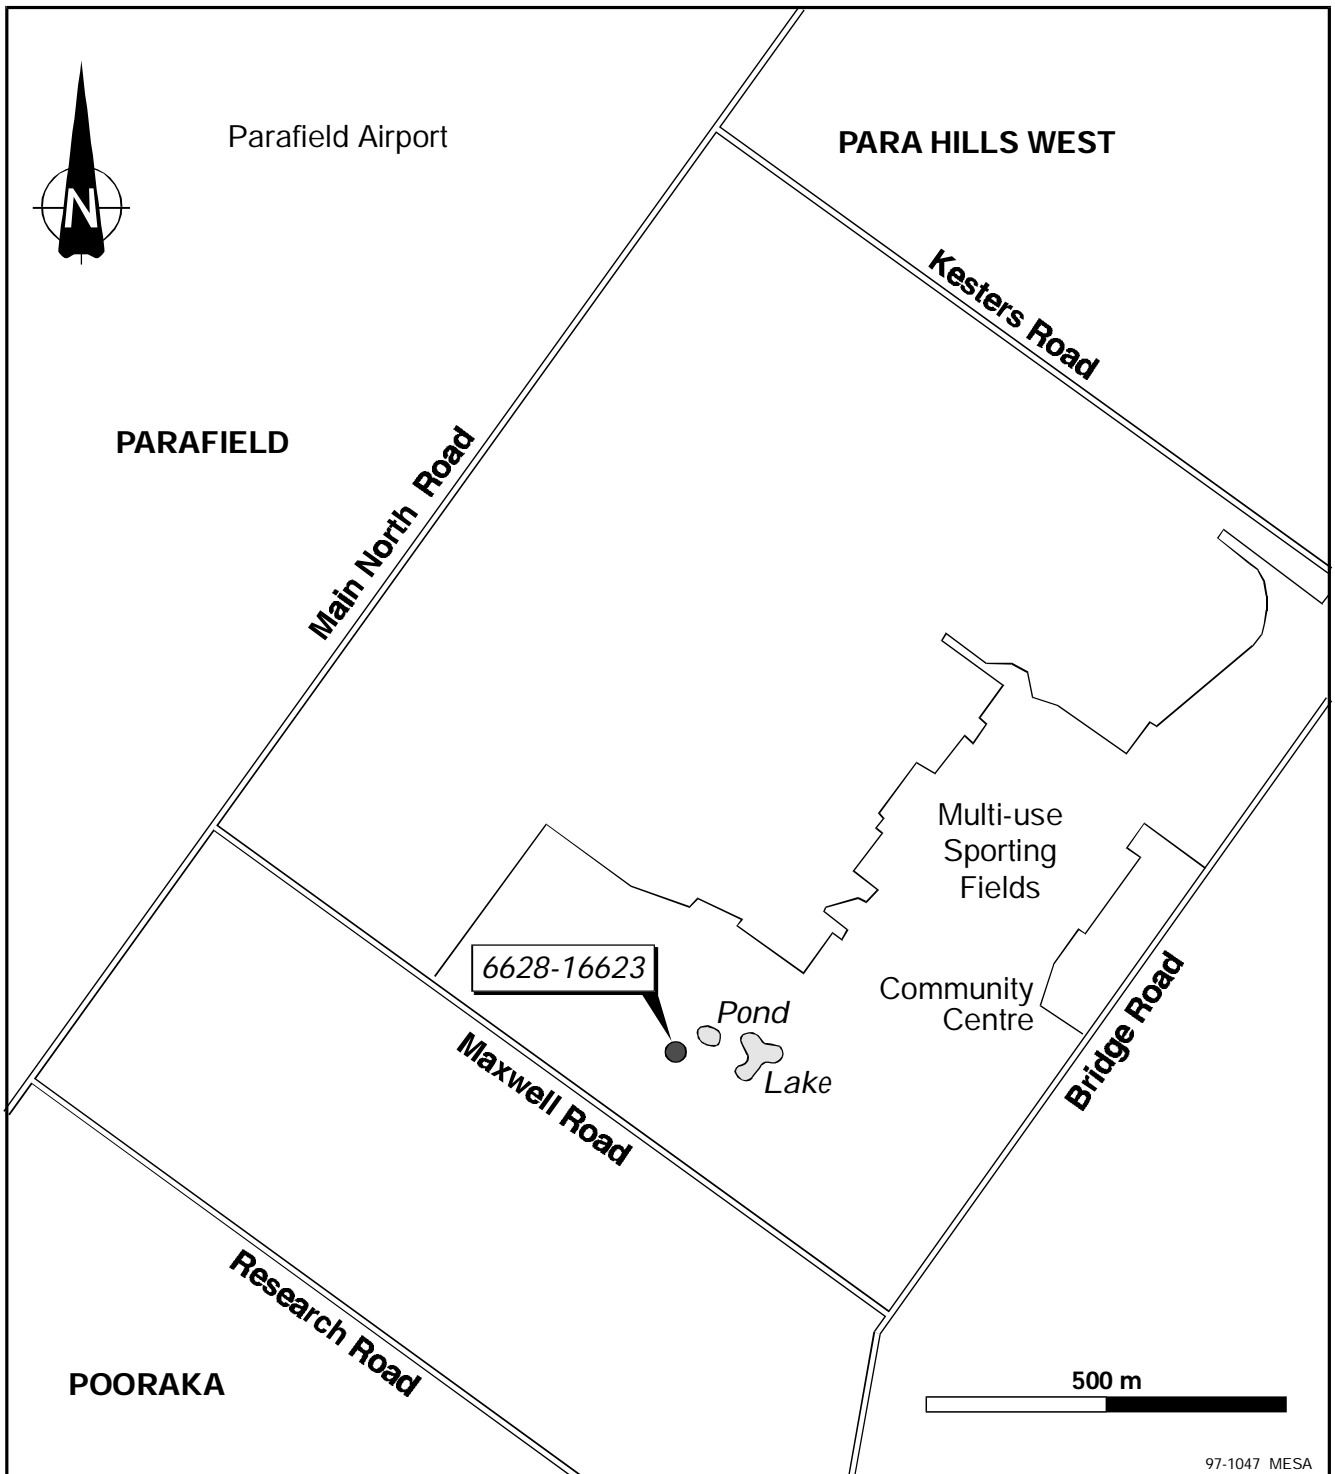 Parafield Airport
PARA HILLS WEST
N
Kesters Road
PARAFIELD
Main North Road
Multi-use
Sporting
Fields
6628-16623
Pond
Community
Centre
Lake
Maxwell Road
Bridge Road
Research Road
POORAKA
500 m
97-1047 MESA